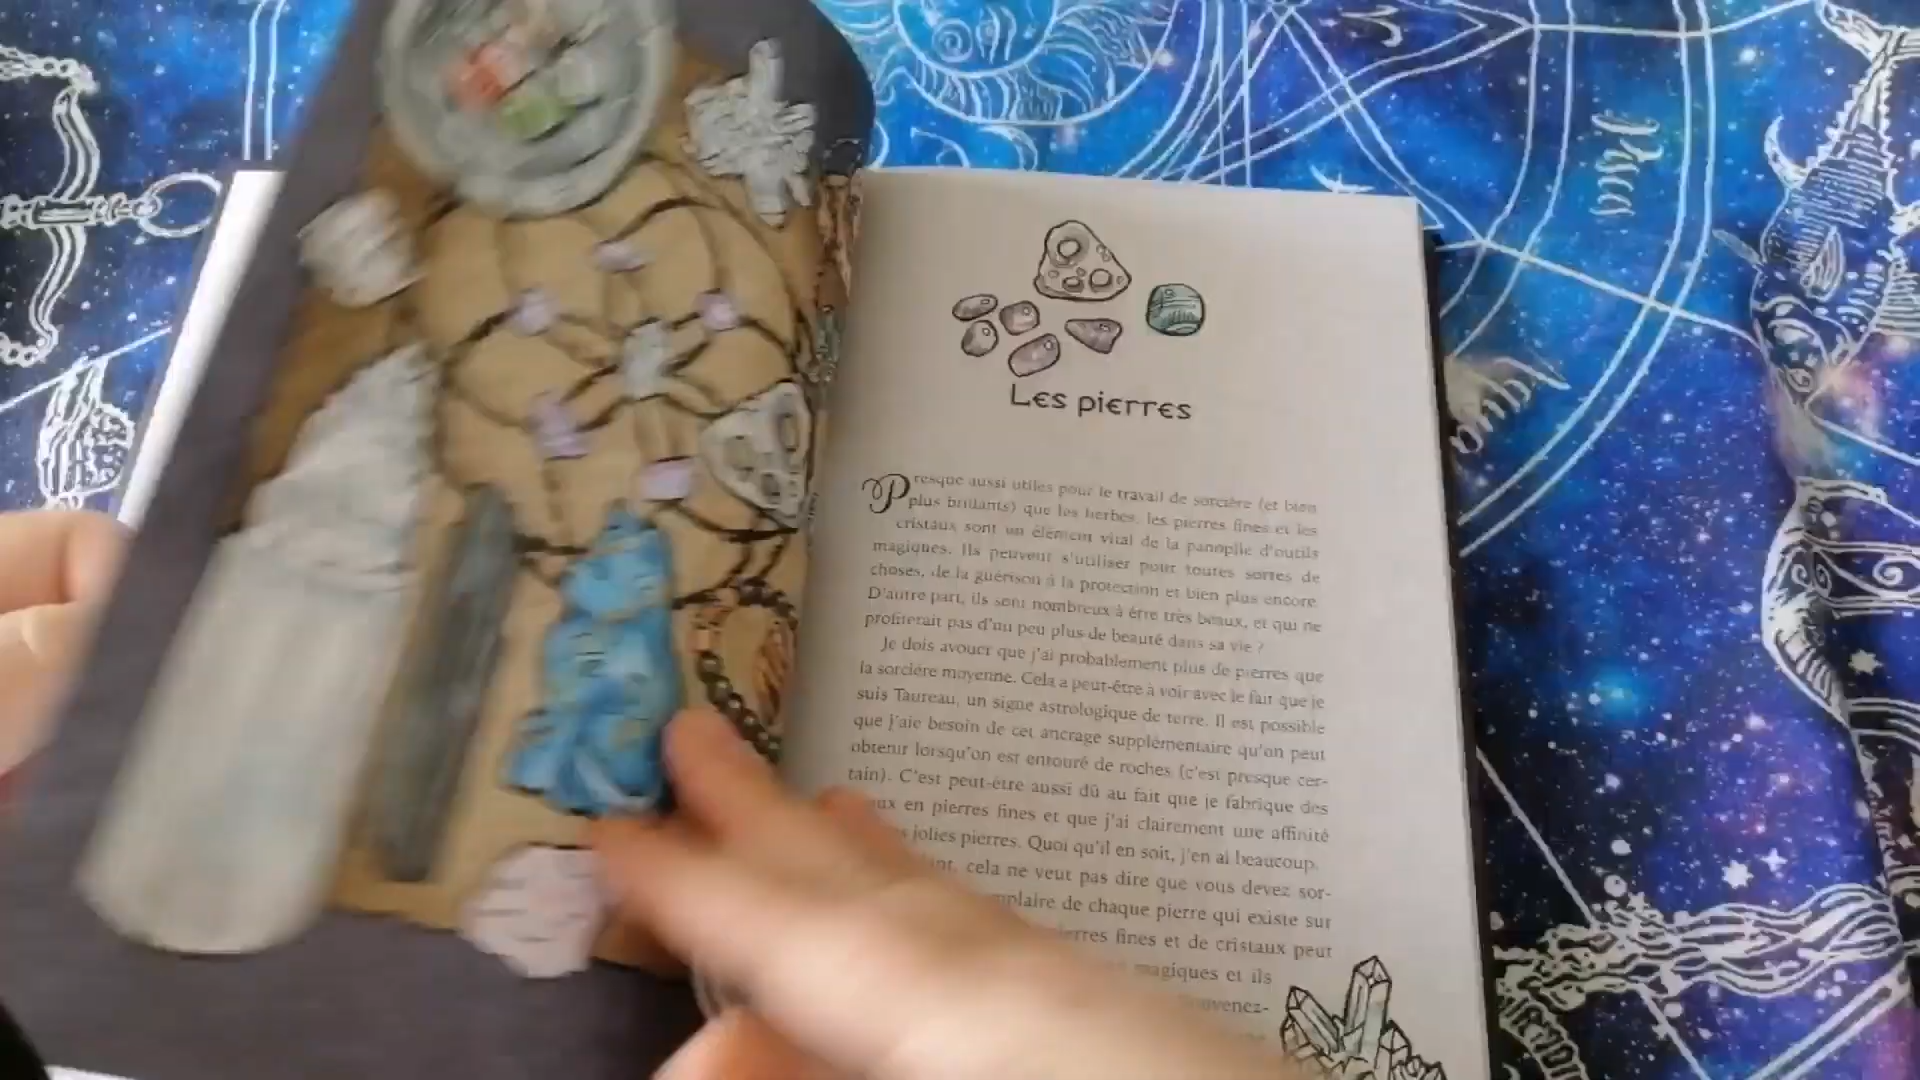 Pisces
Les pierres
Presque aussi utiles pour le travail de sorcière (et bien
plus brillants) que les herbes, les pierres fines et les
cristaux sont un élément vital de la panoplie d'outils
magiques. Ils peuvent s'utiliser pour toutes sortes de
choses, de la guérison à la protection et bien plus encore.
D'autre part, ils sont nombreux à être très beaux, et qui ne
profiterait pas d'un peu plus de beauté dans sa vie ?
Je dois avouer que j'ai probablement plus de pierres que
la sorcière moyenne. Cela a peut-être à voir avec le fait que je
suis Taureau, un signe astrologique de terre. Il est possible
que j'aie besoin de cet ancrage supplémentaire qu'on peut
obtenir lorsqu'on est entouré de roches (c'est presque cer-
tain). C'est peut-être aussi dû au fait que je fabrique des
aux en pierres fines et que j'ai clairement une affinité
s jolies pierres. Quoi qu'il en soit, j'en ai beaucoup.
nt, cela ne veut pas dire que vous devez sor-
mplaire de chaque pierre qui existe sur
ierres fines et de cristaux peut
magiques et ils
ouvenez-